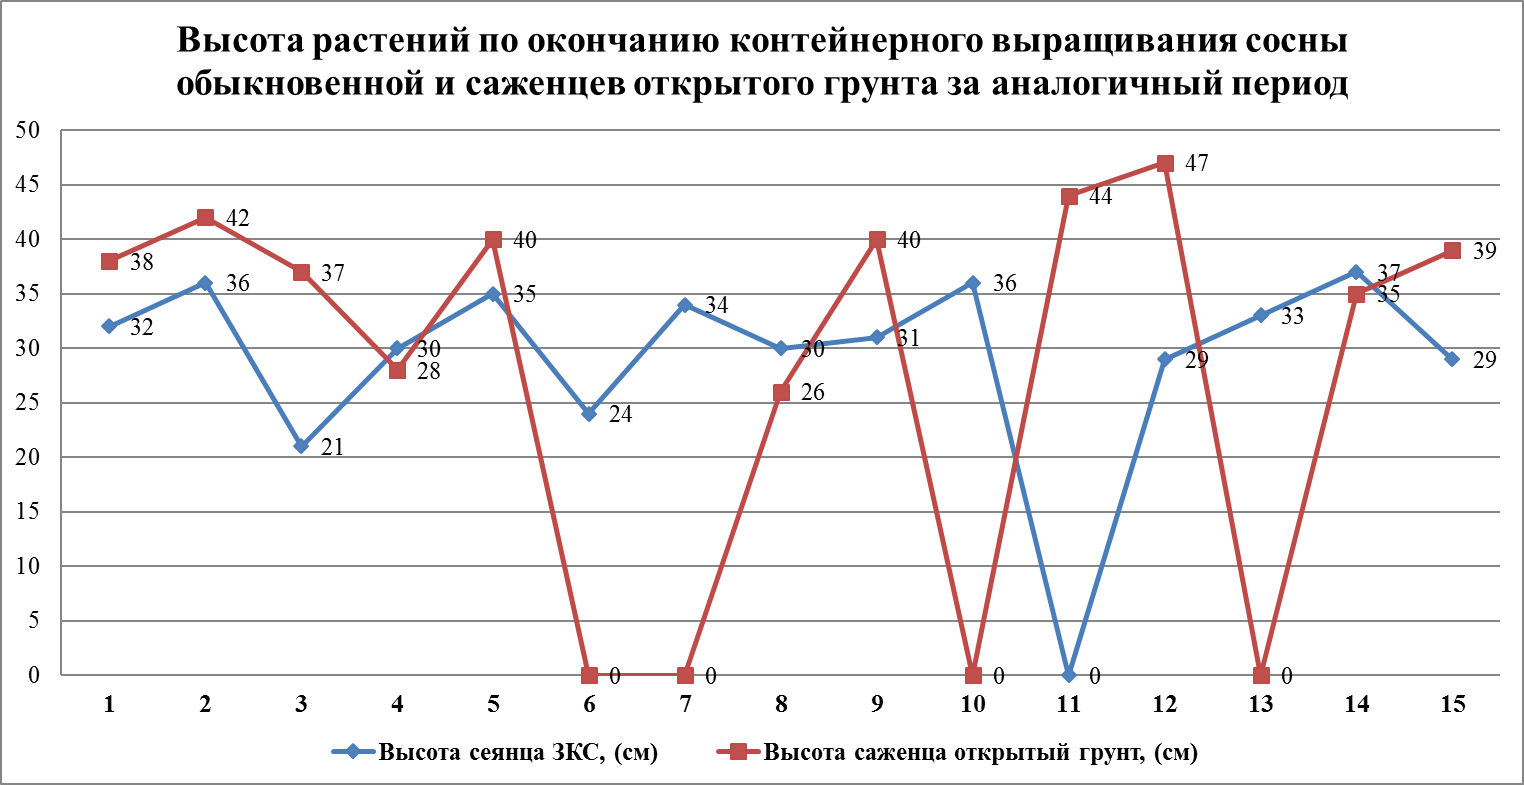 Высота растений по окончанию контейнерного выращивания сосны
обыкновенной и саженцев открытого грунта за аналогичный период
50
45
40
35
30
25
20
15
10
5
0
38 42 37 28 40 0 0 26 40 0 44 47 0 35 39
32 36 21 30 35 24 34 30 31 36 0 29 33 37 29
1 2 3 4 5 6 7 8 9 10 11 12 13 14 15
Высота сеянца ЗКС, (см) Высота саженца открытый грунт, (см)